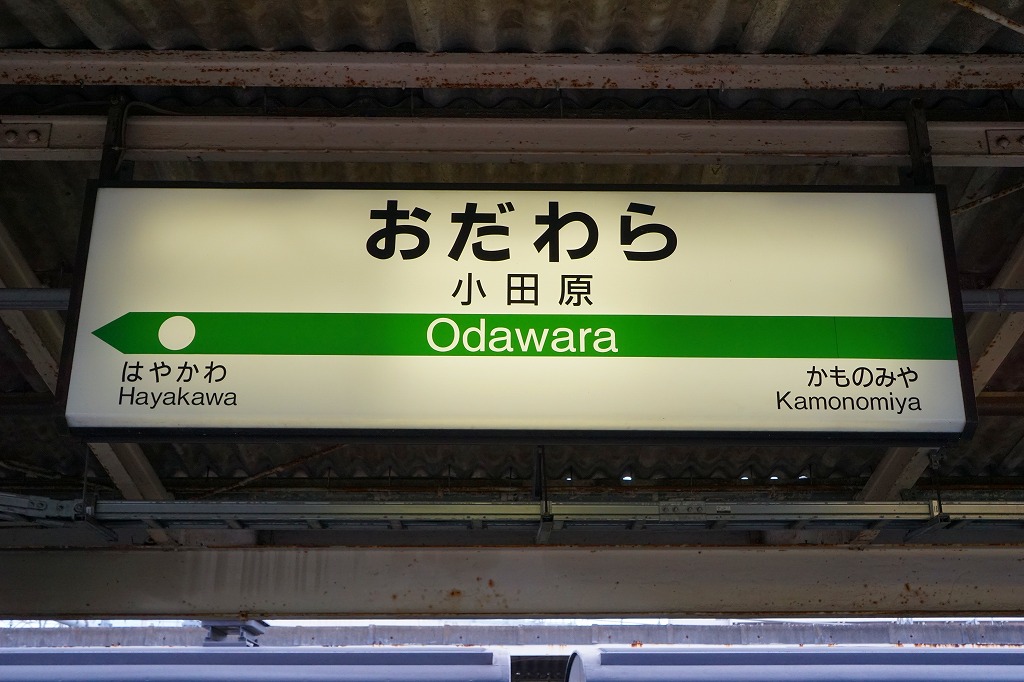 おだわら
小田原
Odawara
はやかわ
Hayakawa
かものみや
Kamonomiya